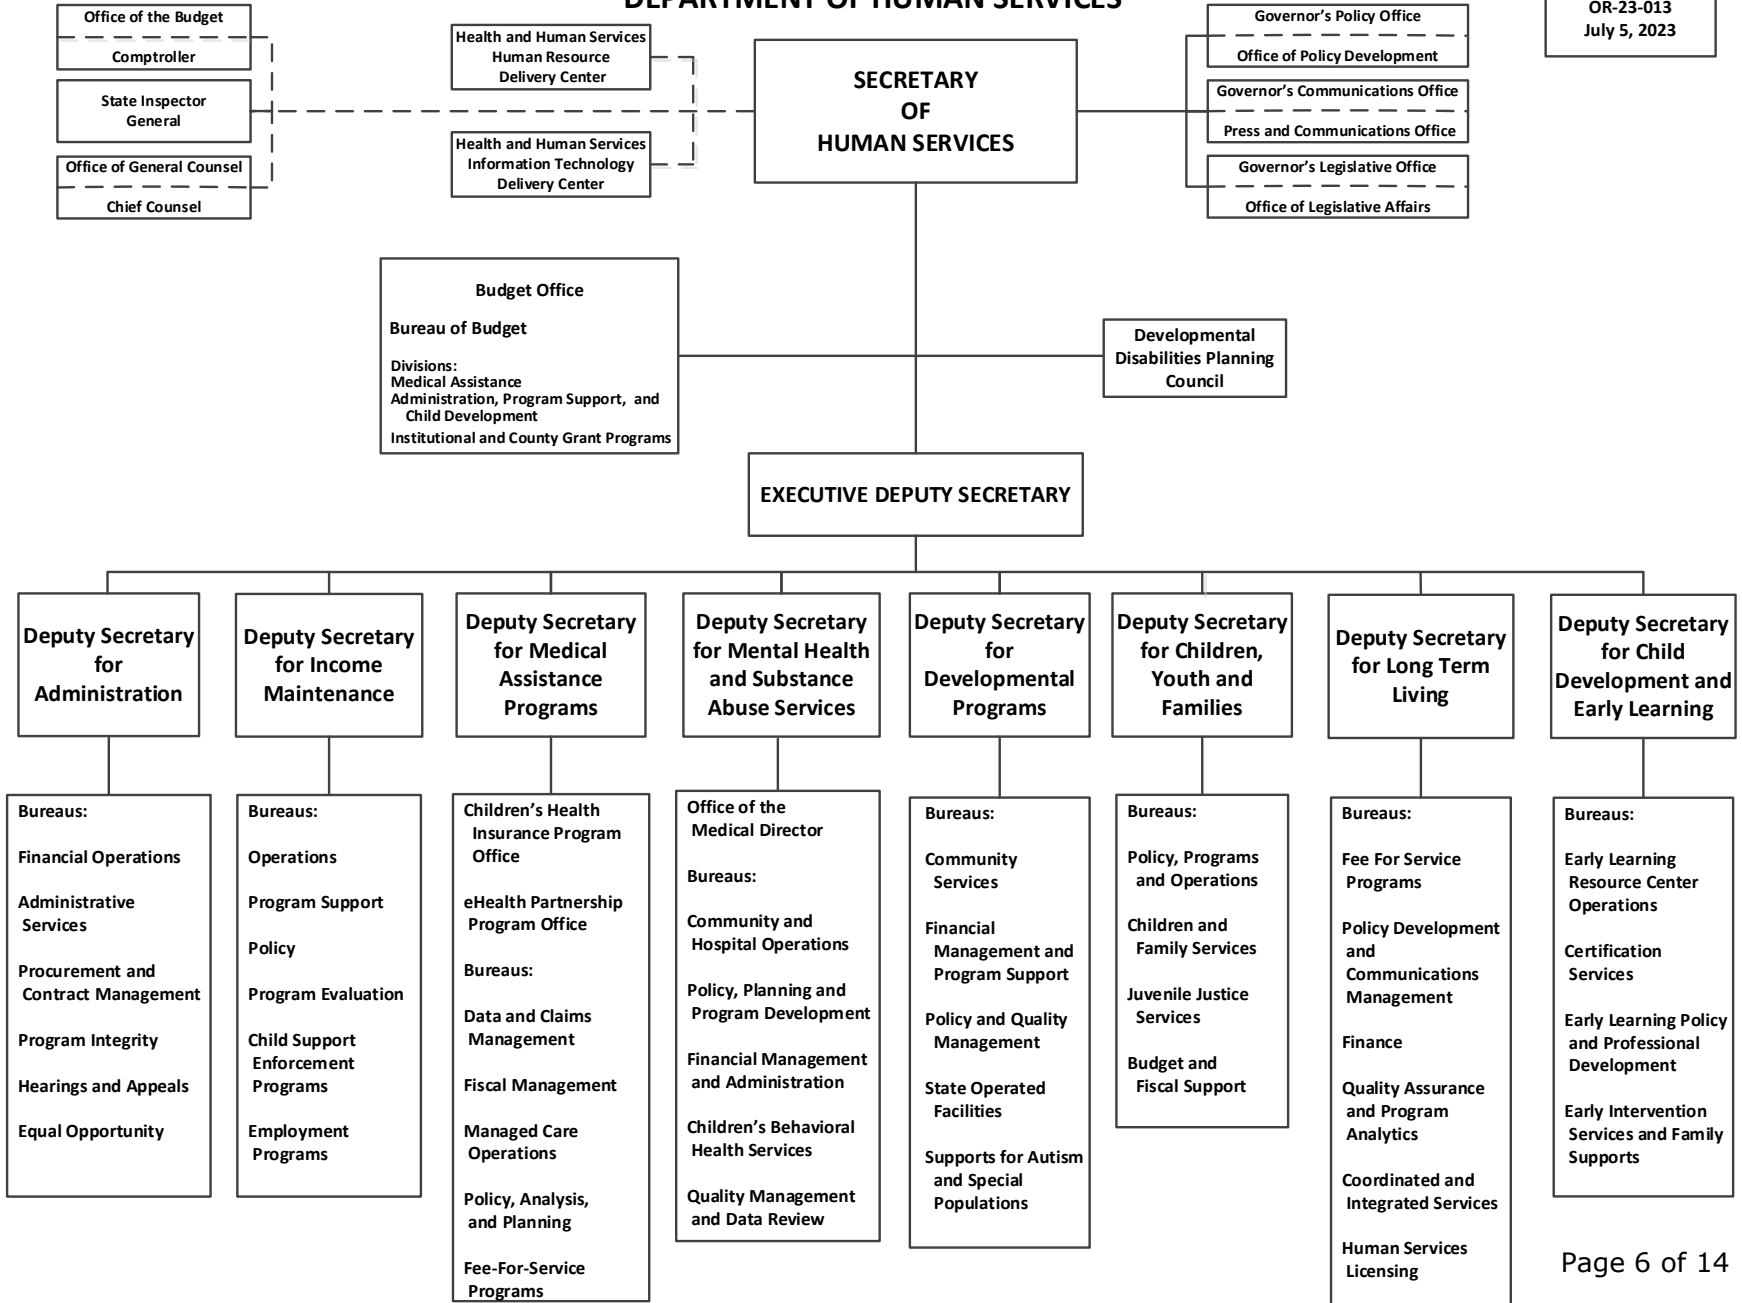 DEPARTMENT OF HUMAN SERVICES
OR-23-013
July 5, 2023
Office of the Budget
Comptroller
State Inspector
General
Office of General Counsel
Chief Counsel
Health and Human Services
Human Resource
Delivery Center
Health and Human Services
Information Technology
Delivery Center
SECRETARY
OF
HUMAN SERVICES
Governor's Policy Office
Office of Policy Development
Governor's Communications Office
Press and Communications Office
Governor's Legislative Office
Office of Legislative Affairs
Budget Office
Bureau of Budget
Divisions:
Medical Assistance
Administration, Program Support, and
Child Development
Institutional and County Grant Programs
Developmental
Disabilities Planning
Council
EXECUTIVE DEPUTY SECRETARY
Deputy Secretary
for
Administration
Deputy Secretary
for Income
Maintenance
Deputy Secretary
for Medical
Assistance
Programs
Deputy Secretary
for Mental Health
and Substance
Abuse Services
Deputy Secretary
for
Developmental
Programs
Deputy Secretary
for Children,
Youth and
Families
Deputy Secretary
for Long Term
Living
Deputy Secretary
for Child
Development and
Early Learning
Bureaus:
Financial Operations
Administrative
Services
Procurement and
Contract Management
Program Integrity
Hearings and Appeals
Equal Opportunity
Bureaus:
Operations
Program Support
Policy
Program Evaluation
Child Support
Enforcement
Programs
Employment
Programs
Children's Health
Insurance Program
Office
eHealth Partnership
Program Office
Bureaus:
Data and Claims
Management
Fiscal Management
Managed Care
Operations
Policy, Analysis,
and Planning
Fee-For-Service
Programs
Office of the
Medical Director
Bureaus:
Community and
Hospital Operations
Policy, Planning and
Program Development
Financial Management
and Administration
Children's Behavioral
Health Services
Quality Management
and Data Review
Bureaus:
Community
Services
Financial
Management and
Program Support
Policy and Quality
Management
State Operated
Facilities
Supports for Autism
and Special
Populations
Bureaus:
Policy, Programs
and Operations
Children and
Family Services
Juvenile Justice
Services
Budget and
Fiscal Support
Bureaus:
Fee For Service
Programs
Policy Development
and
Communications
Management
Finance
Quality Assurance
and Program
Analytics
Coordinated and
Integrated Services
Human Services
Licensing
Bureaus:
Early Learning
Resource Center
Operations
Certification
Services
Early Learning Policy
and Professional
Development
Early Intervention
Services and Family
Supports
Page 6 of 14